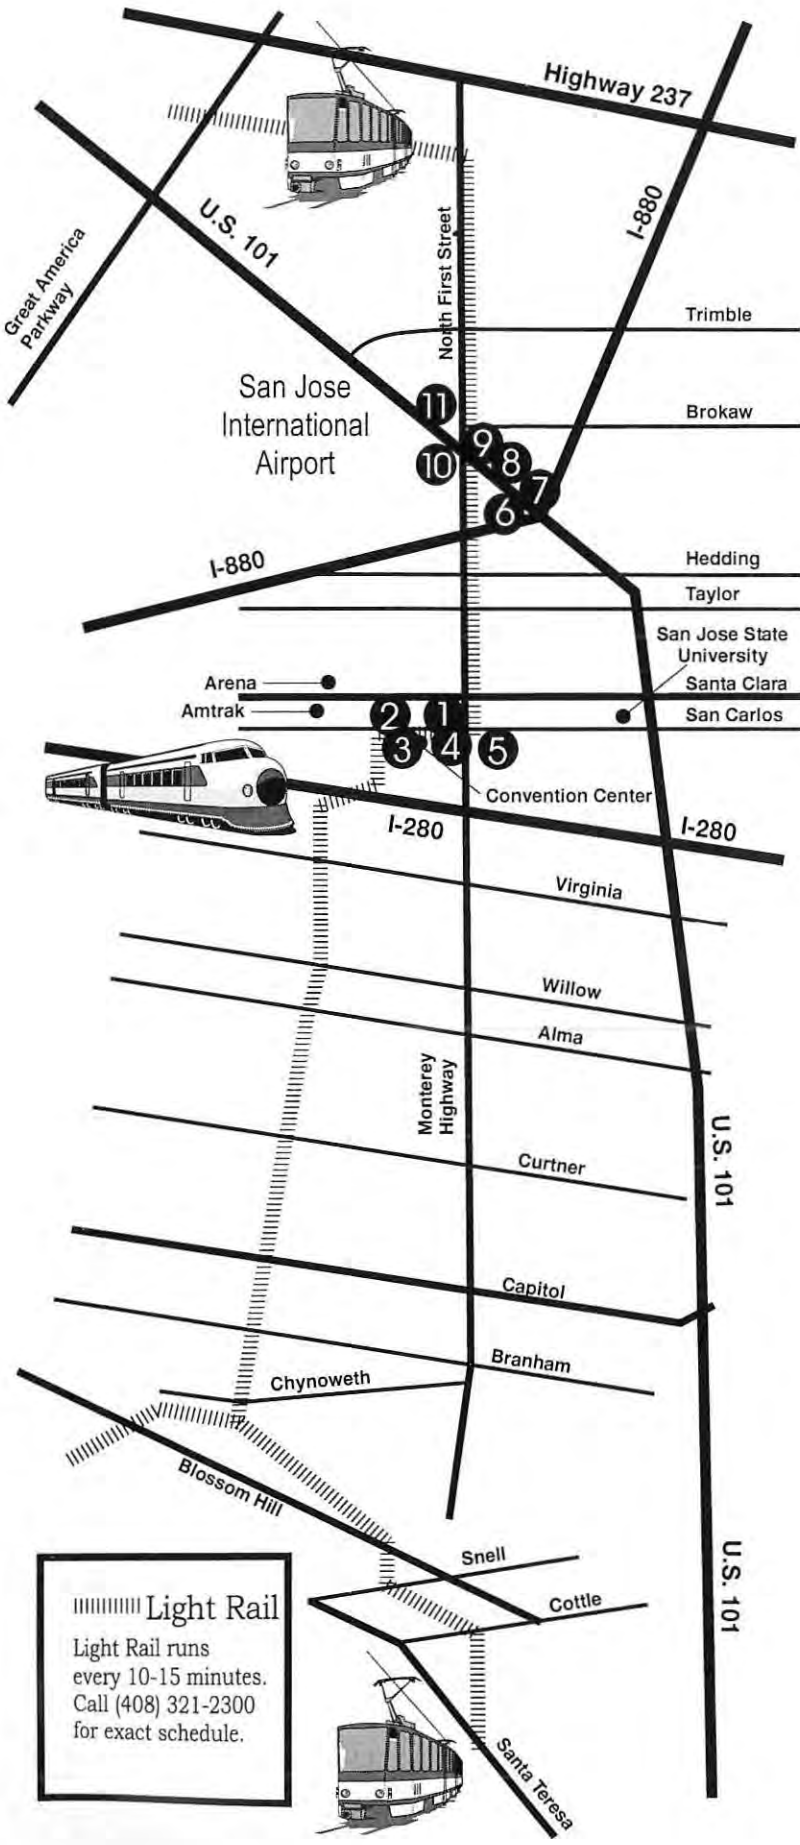 Highway 237
U.S. 101
I-880
North First Street
Great America
Parkway
Trimble
San Jose
International
Airport
11
Brokaw
9
10
8
7
6
I-880
Hedding
Taylor
San Jose State
University
Arena
Santa Clara
Amtrak
2
1
San Carlos
3
4
5
Convention Center
I-280
I-280
Virginia
Willow
Alma
Monterey
Highway
U.S. 101
Curtner
Capitol
Branham
Chynoweth
Blossom Hill
Snell
U.S. 101
Cottle
Light Rail
Light Rail runs
every 10-15 minutes.
Call (408) 321-2300
for exact schedule.
Santa Teresa